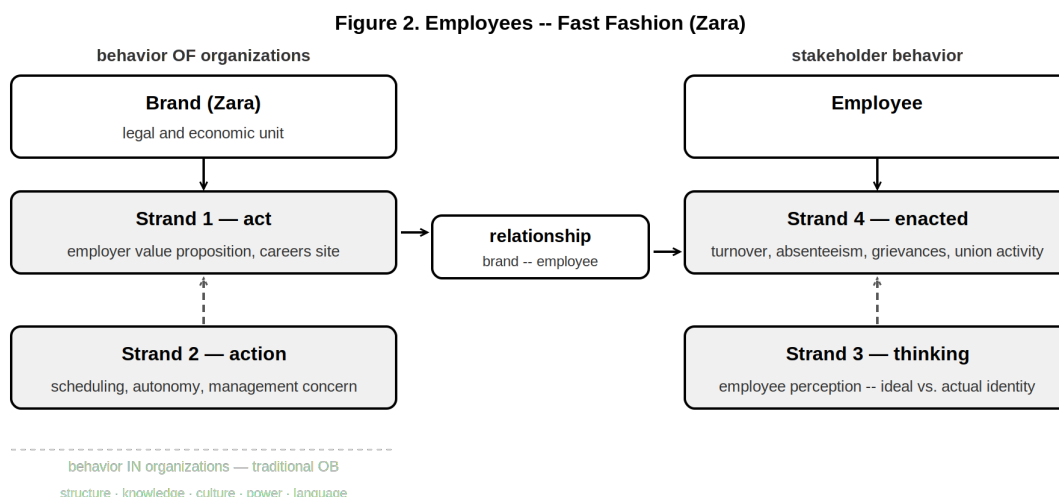 Figure 2. Employees -- Fast Fashion (Zara)
behavior OF organizations
stakeholder behavior
Brand (Zara)
legal and economic unit
Employee
Strand 1 — act
employer value proposition, careers site
relationship
brand -- employee
Strand 4 — enacted
turnover, absenteeism, grievances, union activity
Strand 2 — action
scheduling, autonomy, management concern
Strand 3 — thinking
employee perception -- ideal vs. actual identity
behavior IN organizations — traditional OB
structure · knowledge · culture · power · language